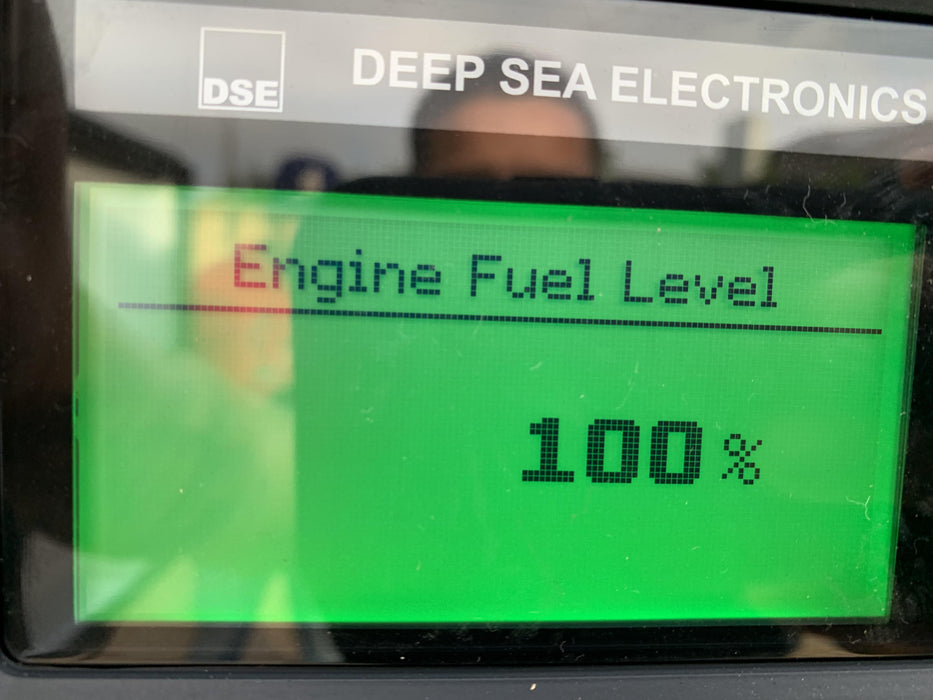 DSE
DEEP SEA ELECTRONICS
Engine Fuel Level
100 %